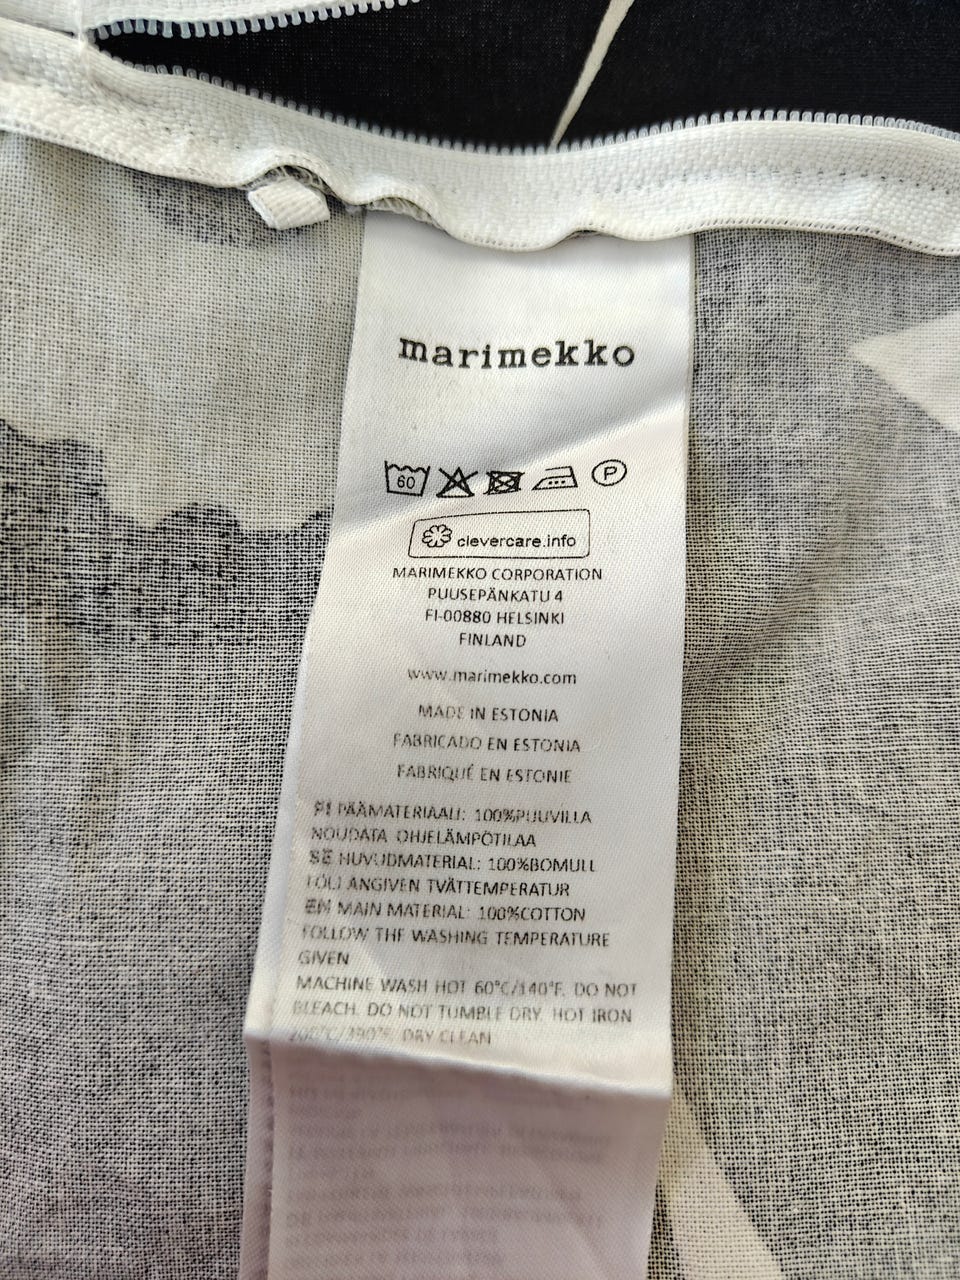 marimekko
60 P
clevercare.info
MARIMEKKO CORPORATION
PUUSEPÄNKATU 4
FI-00880 HELSINKI
FINLAND
www.marimekko.com
MADE IN ESTONIA
FABRICADO EN ESTONIA
FABRIQUÉ EN ESTONIE
FI PÄÄMATERIAALI: 100%PUUVILLA
NOUDATA OHJELÄMPÖTILAA
SE HUVUDMATERIAL: 100%BOMULL
FÖLJ ANGIVEN TVÄTTEMPERATUR
EN MAIN MATERIAL: 100%COTTON
FOLLOW THE WASHING TEMPERATURE
GIVEN
MACHINE WASH HOT 60°C/140°F. DO NOT
BLEACH. DO NOT TUMBLE DRY. HOT IRON
200°C/390°F. DRY CLEAN